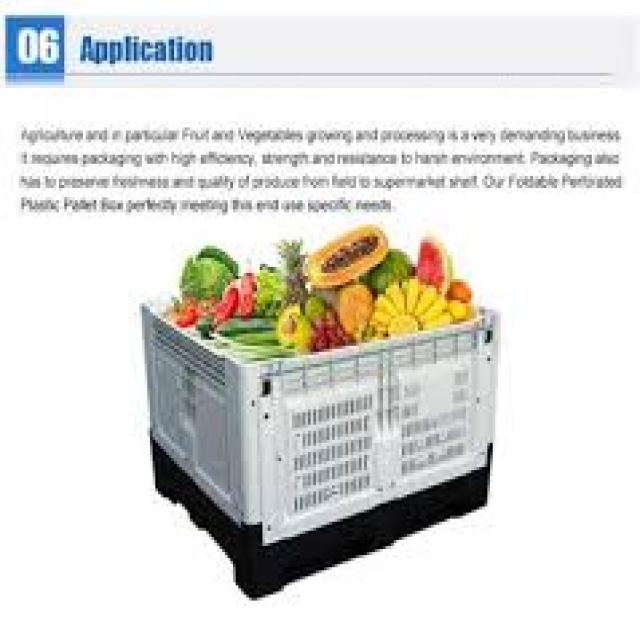 06 Application
Agriculture and in particular Fruit and Vegetables growing and processing is a very demanding business
it requires packaging with high efficiency, strength and resistance to harsh environment. Packaging also
has to preserve freshness and quality of produce from field to supermarket shelf. Our Foldable Perforated
Plastic Pallet Box perfectly meeting this end use specific needs.